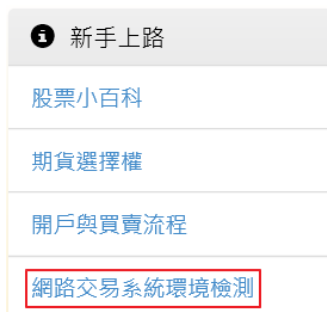 新手上路
股票小百科
期貨選擇權
開戶與買賣流程
網路交易系統環境檢測